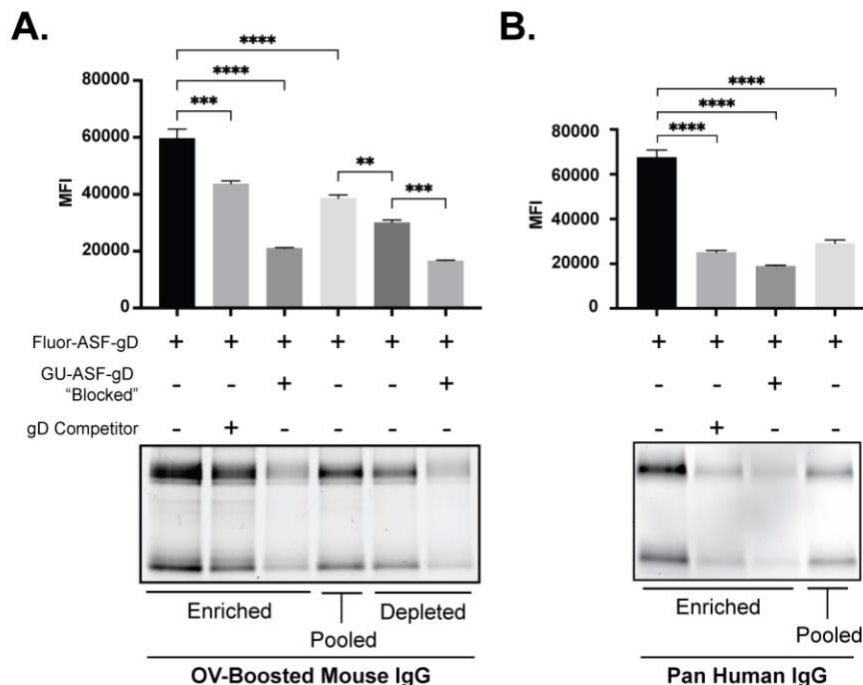 A.
****
****
***
**
***
80000
60000
40000
20000
0
MFI
Fluor-ASF-gD + + + + + +
GU-ASF-gD - - + - - +
“Blocked”
gD Competitor - + - - - -
Enriched
Pooled
Depleted
OV-Boosted Mouse IgG
B.
****
****
****
80000
60000
40000
20000
0
MFI
+ + + +
- - + -
- + - -
Enriched
Pooled
Pan Human IgG